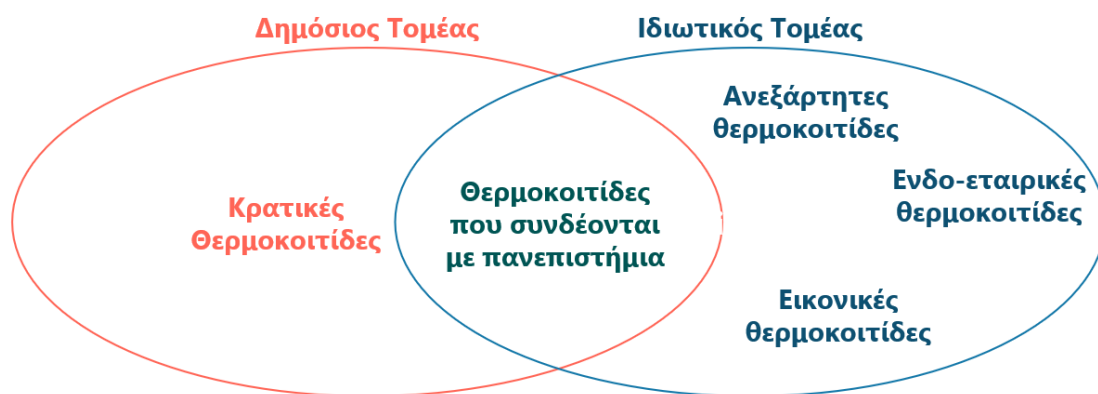 Δημόσιος Τομέας
Ιδιωτικός Τομέας
Κρατικές
Θερμοκοιτίδες
Θερμοκοιτίδες
που συνδέονται
με πανεπιστήμια
Ανεξάρτητες
θερμοκοιτίδες
Ενδο-εταιρικές
θερμοκοιτίδες
Εικονικές
θερμοκοιτίδες